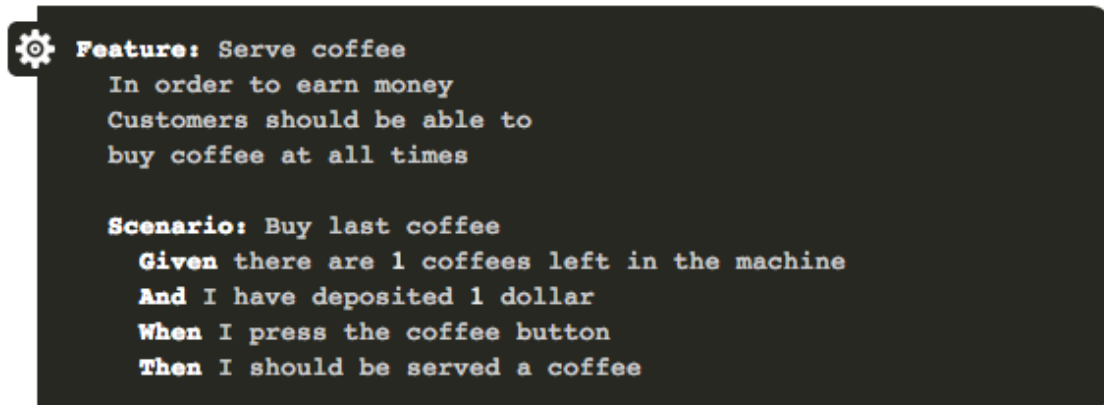 Feature: Serve coffee
In order to earn money
Customers should be able to
buy coffee at all times
Scenario: Buy last coffee
Given there are 1 coffees left in the machine
And I have deposited 1 dollar
When I press the coffee button
Then I should be served a coffee